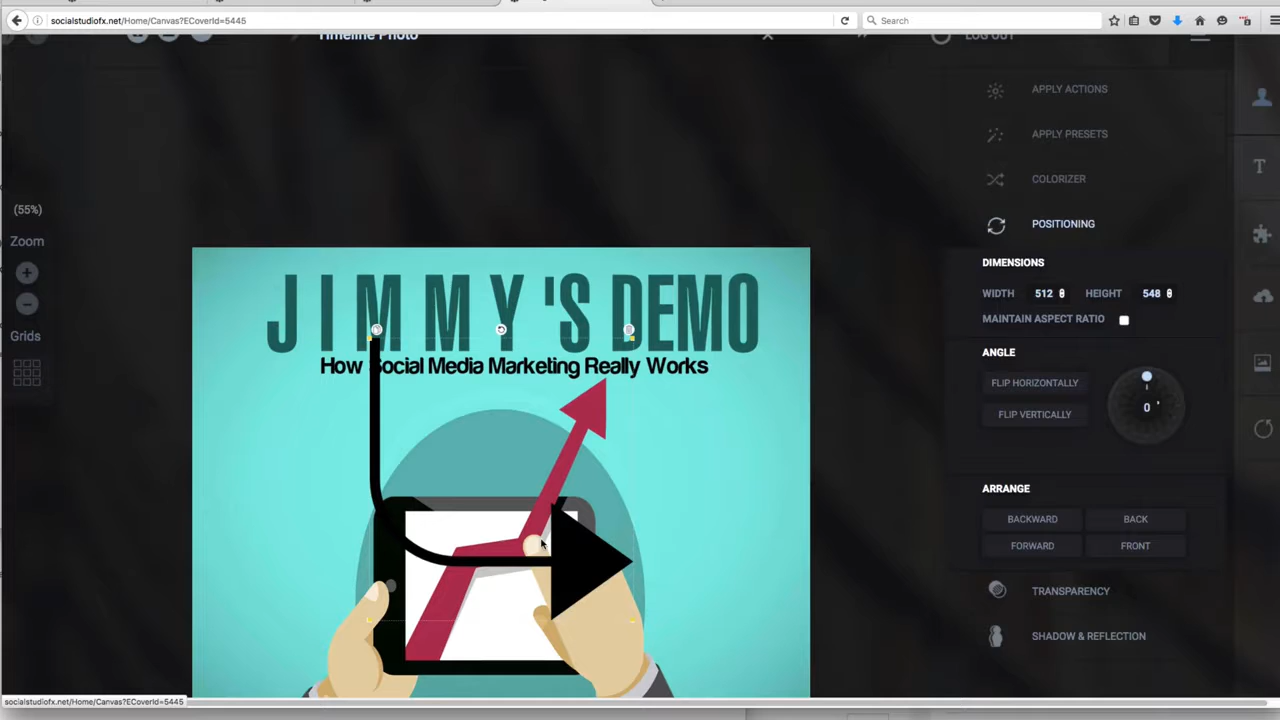 socialstudiofx.net/Home/Canvas?ECoverId=5445
Search
Timeline Photo
LOG OUT
APPLY ACTIONS
APPLY PRESETS
COLORIZER
POSITIONING
(55%)
Zoom
Grids
JIMMY'S DEMO
How Social Media Marketing Really Works
DIMENSIONS
WIDTH 512 HEIGHT 548
MAINTAIN ASPECT RATIO
ANGLE
FLIP HORIZONTALLY
FLIP VERTICALLY
0 °
ARRANGE
BACKWARD BACK
FORWARD FRONT
TRANSPARENCY
SHADOW & REFLECTION
T
socialstudiofx.net/Home/Canvas?ECoverId=5445